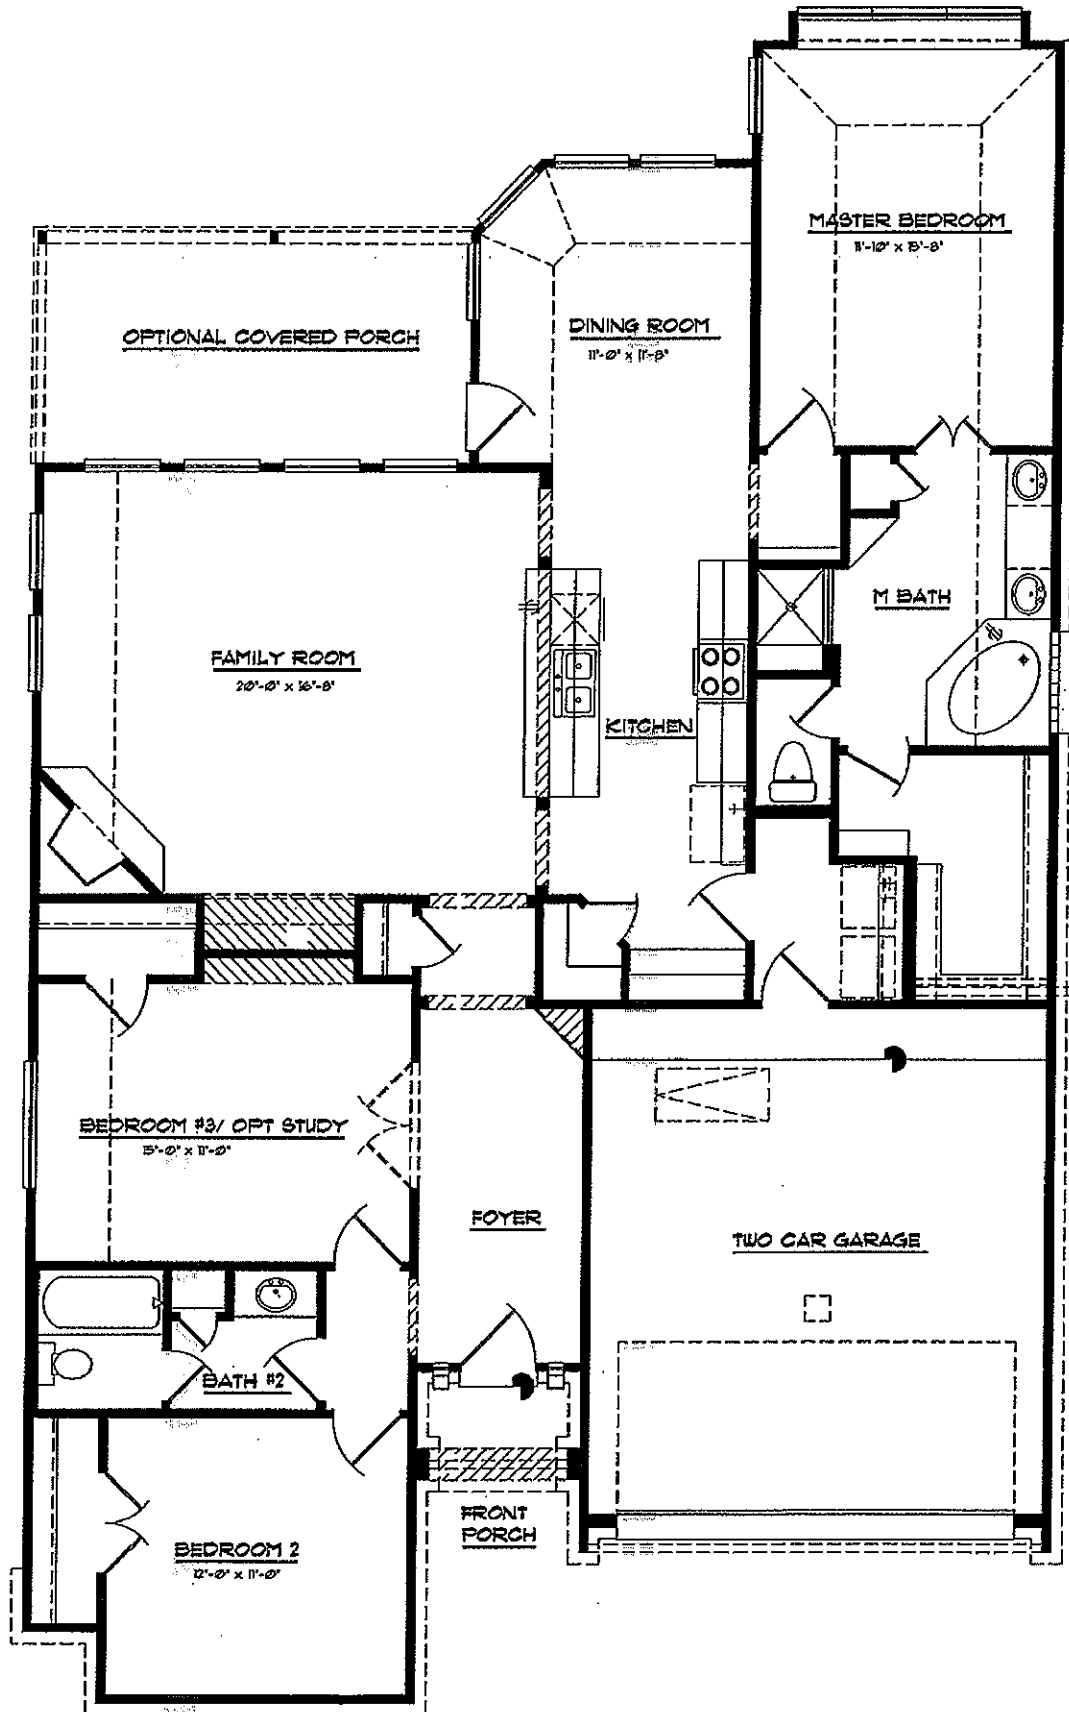 MASTER BEDROOM
11'-10" x 15'-8"
OPTIONAL COVERED PORCH
DINING ROOM
11'-0" x 11'-8"
M BATH
FAMILY ROOM
20'-0" x 16'-8"
KITCHEN
BEDROOM #3/ OPT STUDY
13'-0" x 11'-0"
FOYER
TWO CAR GARAGE
BATH #2
FRONT
PORCH
BEDROOM 2
12'-0" x 11'-0"